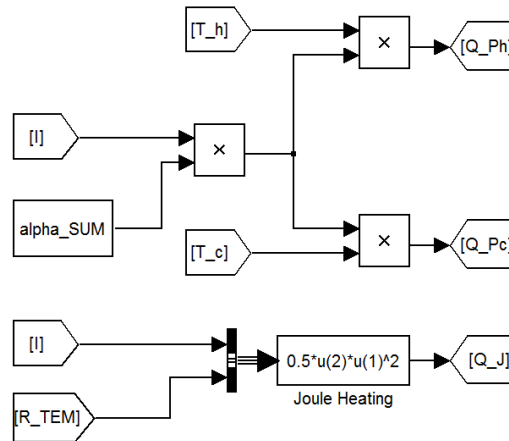 [T_h]
×
[Q_Ph]
[I]
×
alpha_SUM
[T_c]
×
[Q_Pc]
[I]
0.5*u(2)*u(1)^2
[Q_J]
[R_TEM]
Joule Heating